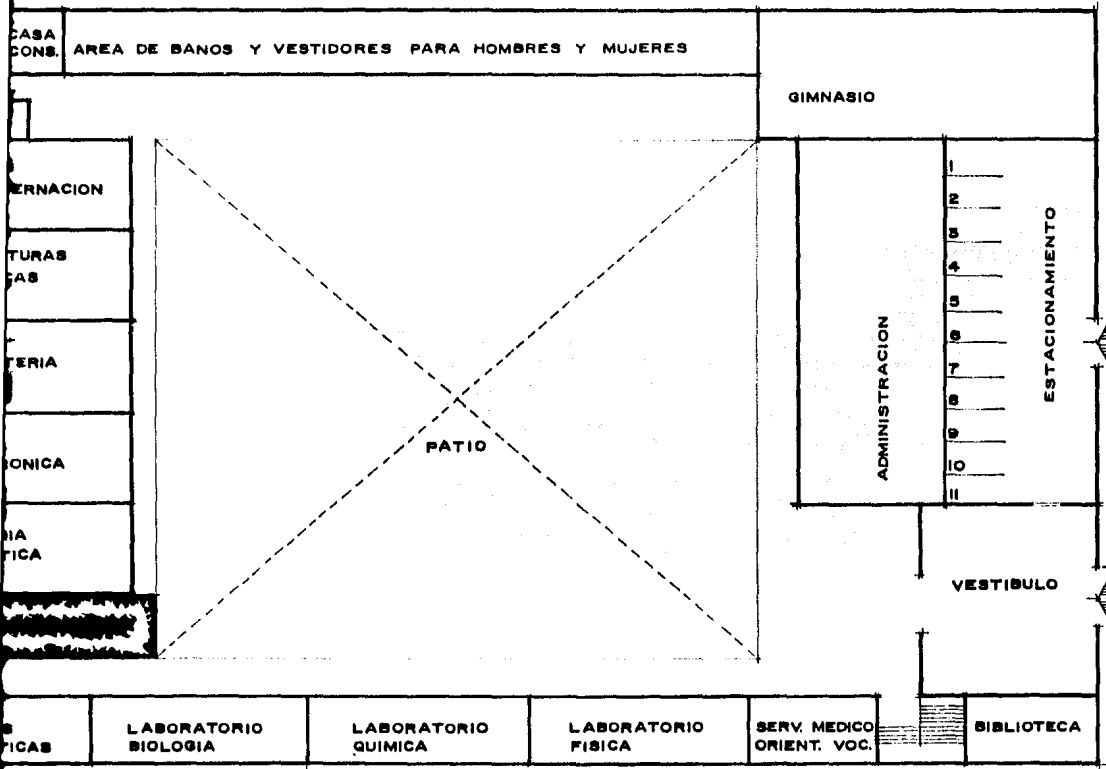 CASA
CONS.
AREA DE BANOS Y VESTIDORES PARA HOMBRES Y MUJERES
GIMNASIO
ERNACION
TURAS
CAS
TERIA
ONICA
IA
TICA
PATIO
ADMINISTRACION
1
2
3
4
5
6
7
8
9
10
11
ESTACIONAMIENTO
VESTIBULO
S
TICAS
LABORATORIO
BIOLOGIA
LABORATORIO
QUIMICA
LABORATORIO
FISICA
SERV. MEDICO
ORIENT. VOC.
BIBLIOTECA